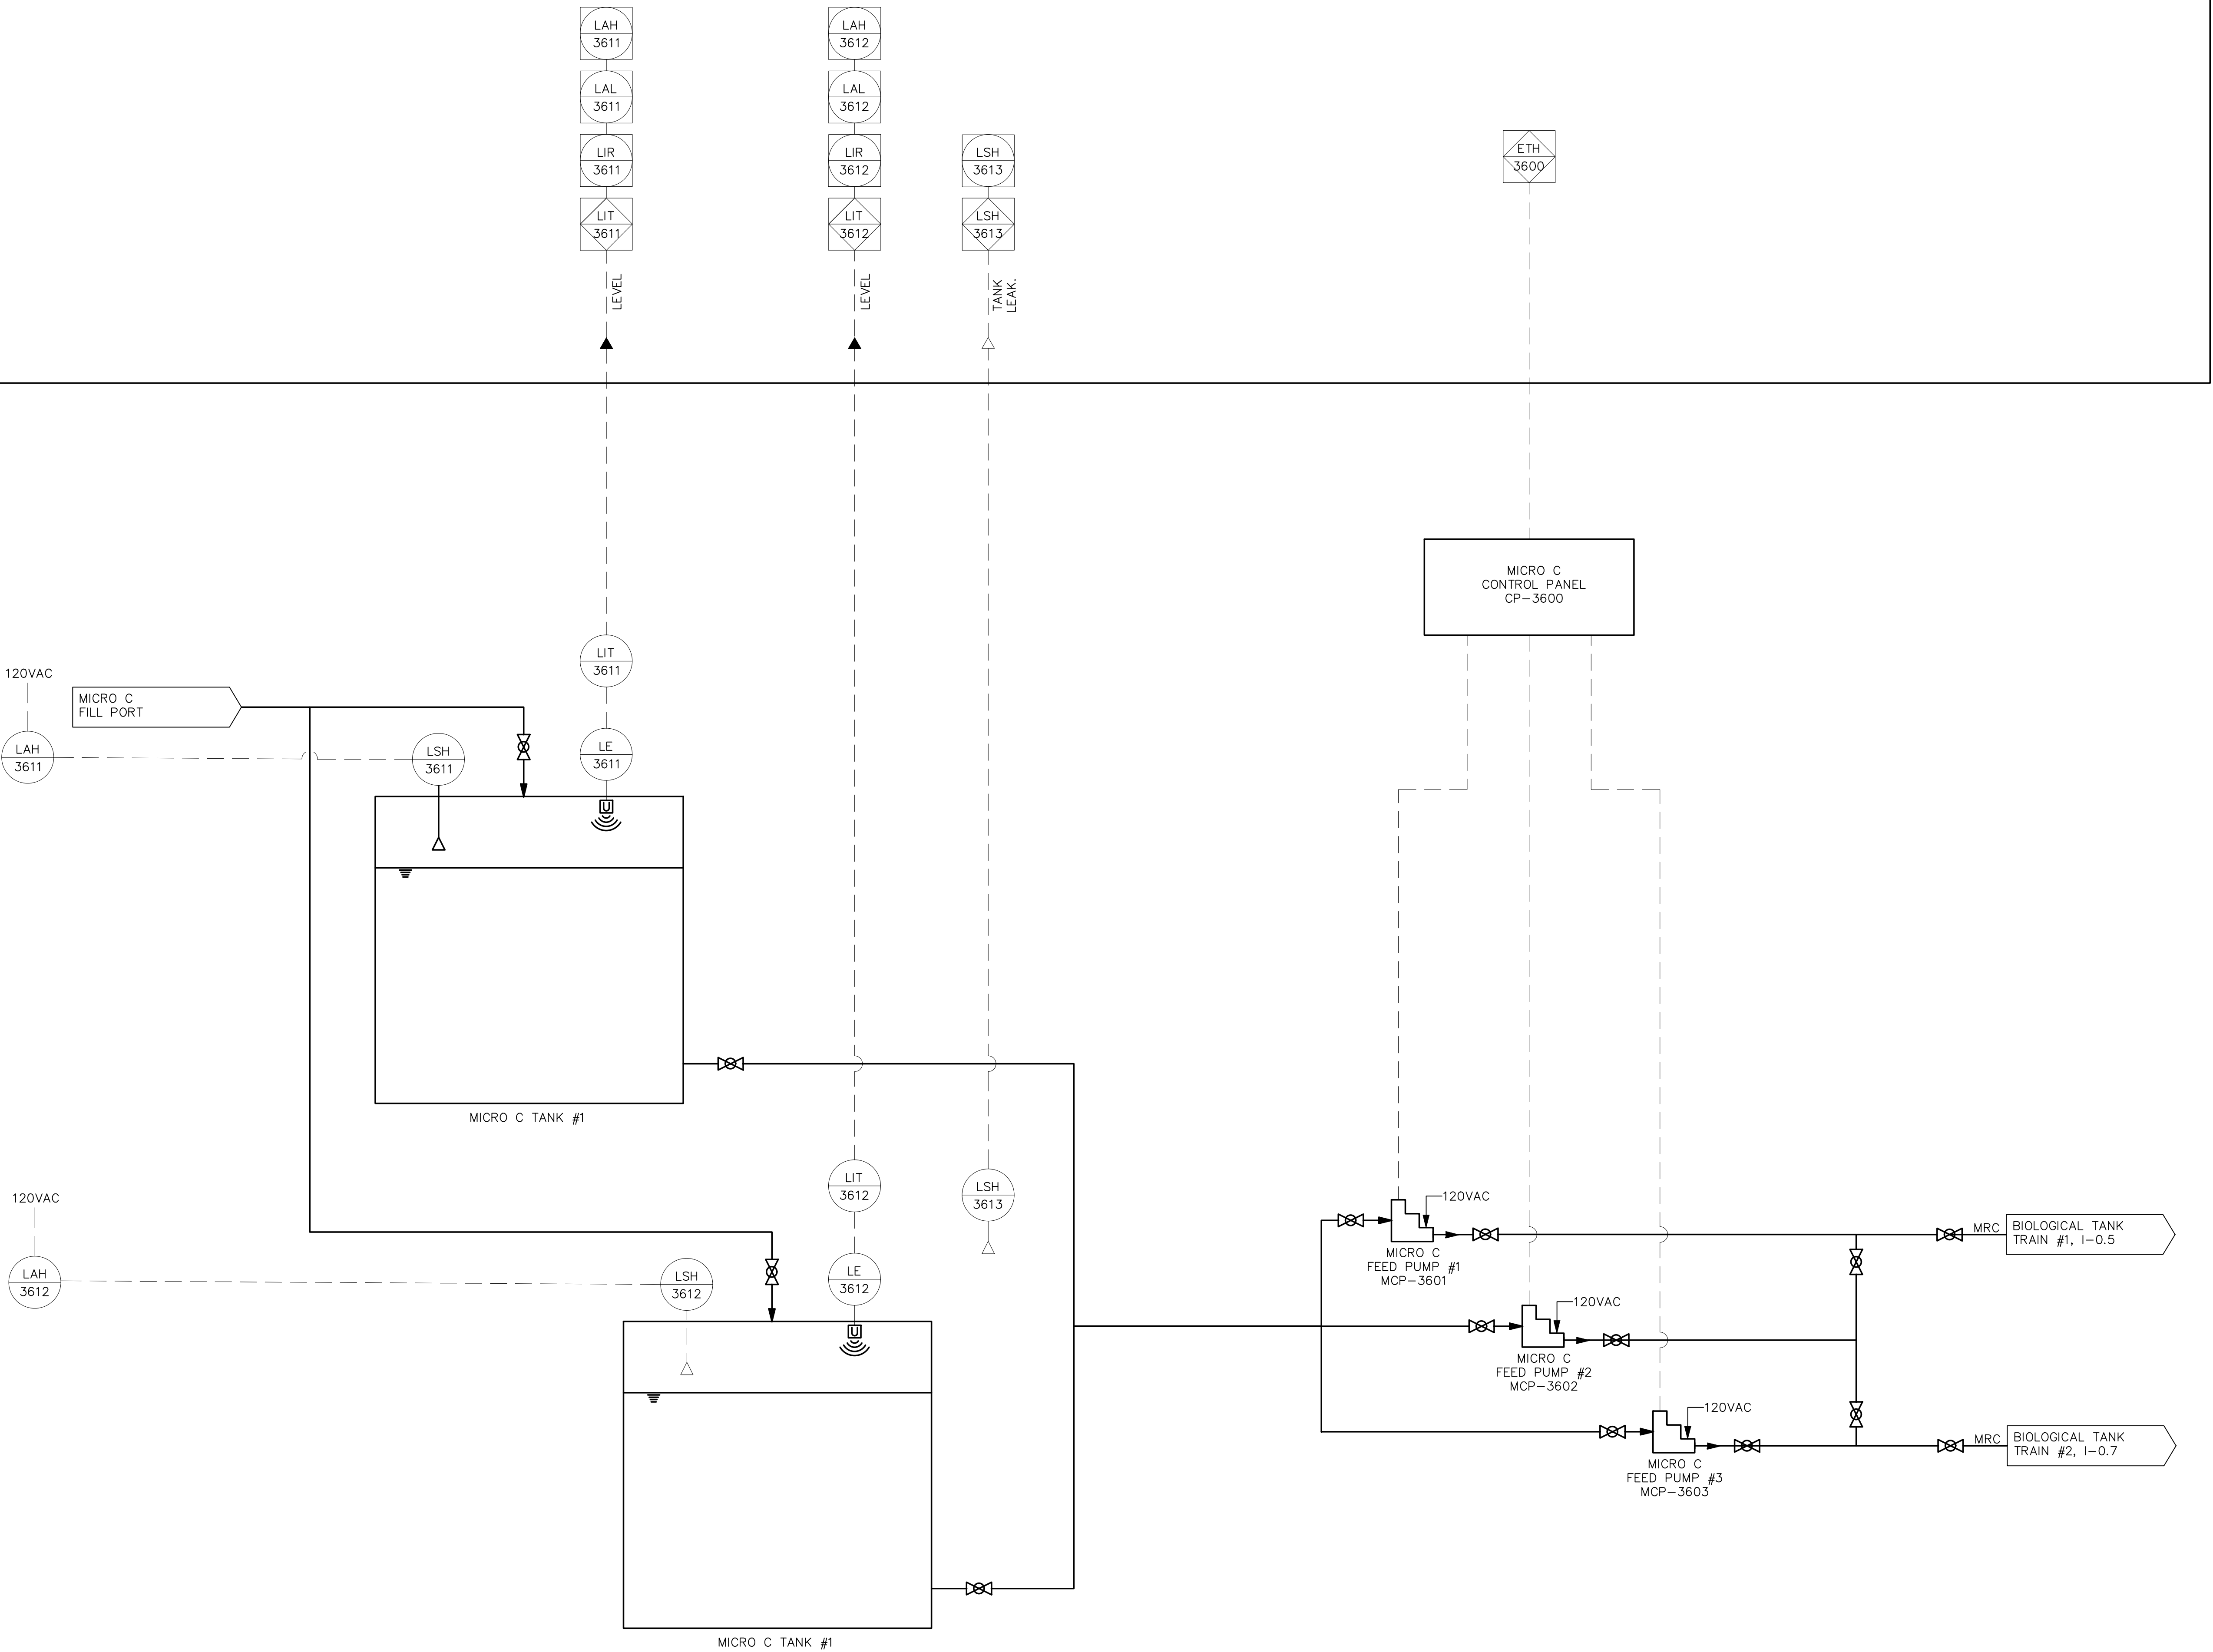 LAH
3611
LAL
3611
LIR
3611
LIT
3611
LEVEL
LAH
3612
LAL
3612
LIR
3612
LIT
3612
LEVEL
LSH
3613
LSH
3613
TANK
LEAK.
ETH
3600
MICRO C
CONTROL PANEL
CP-3600
120VAC
LAH
3611
MICRO C
FILL PORT
LSH
3611
LIT
3611
LE
3611
U
MICRO C TANK #1
120VAC
LAH
3612
LSH
3612
LIT
3612
LE
3612
U
LSH
3613
MICRO C TANK #1
120VAC
MICRO C
FEED PUMP #1
MCP-3601
120VAC
MICRO C
FEED PUMP #2
MCP-3602
120VAC
MICRO C
FEED PUMP #3
MCP-3603
MRC
BIOLOGICAL TANK
TRAIN #1, I-0.5
MRC
BIOLOGICAL TANK
TRAIN #2, I-0.7